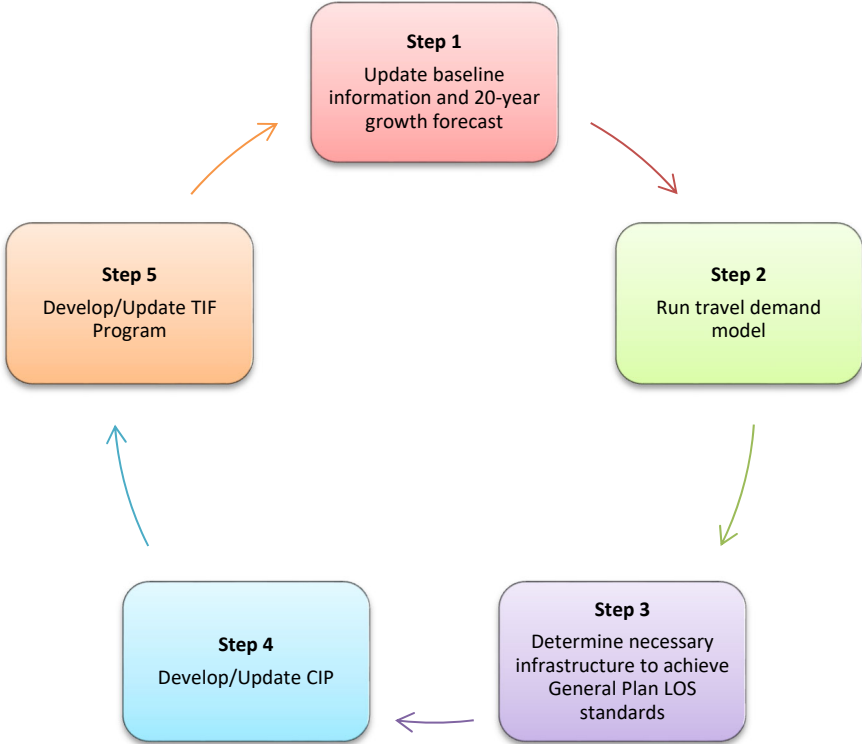 Step 1
Update baseline
information and 20-year
growth forecast
Step 2
Run travel demand
model
Step 3
Determine necessary
infrastructure to achieve
General Plan LOS
standards
Step 4
Develop/Update CIP
Step 5
Develop/Update TIF
Program